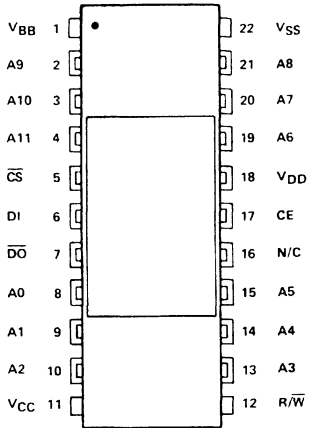 VBB 1 22 VSS
A9 2 21 A8
A10 3 20 A7
A11 4 19 A6
C̅S̅ 5 18 VDD
DI 6 17 CE
D̅O̅ 7 16 N/C
A0 8 15 A5
A1 9 14 A4
A2 10 13 A3
VCC 11 12 R/W̅